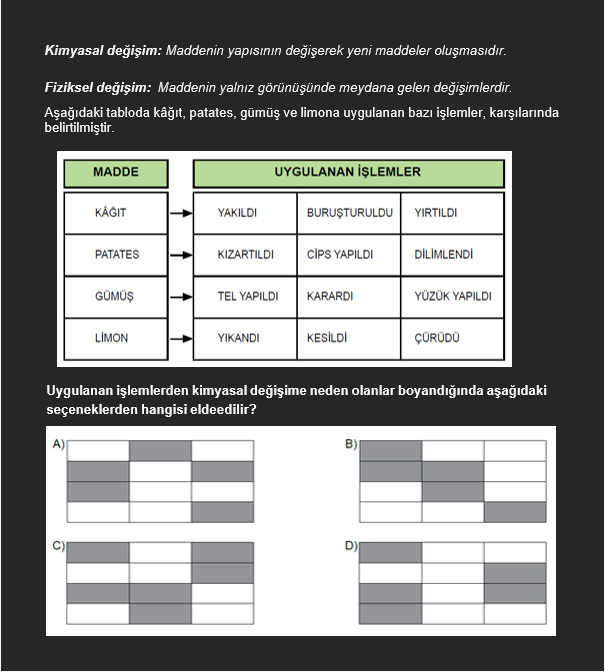 Kimyasal değişim: Maddenin yapısının değişerek yeni maddeler oluşmasıdır.
Fiziksel değişim: Maddenin yalnız görünüşünde meydana gelen değişimlerdir.
Aşağıdaki tabloda kâğıt, patates, gümüş ve limona uygulanan bazı işlemler, karşılarında
belirtilmiştir.
MADDE UYGULANAN İŞLEMLER
KÂĞIT YAKILDI BURUŞTURULDU YIRTILDI
PATATES KIZARTILDI CİPS YAPILDI DİLİMLENDİ
GÜMÜŞ TEL YAPILDI KARARDI YÜZÜK YAPILDI
LİMON YIKANDI KESİLDİ ÇÜRÜDÜ
Uygulanan işlemlerden kimyasal değişime neden olanlar boyandığında aşağıdaki
seçeneklerden hangisi eldeedilir?
A) B)
C) D)